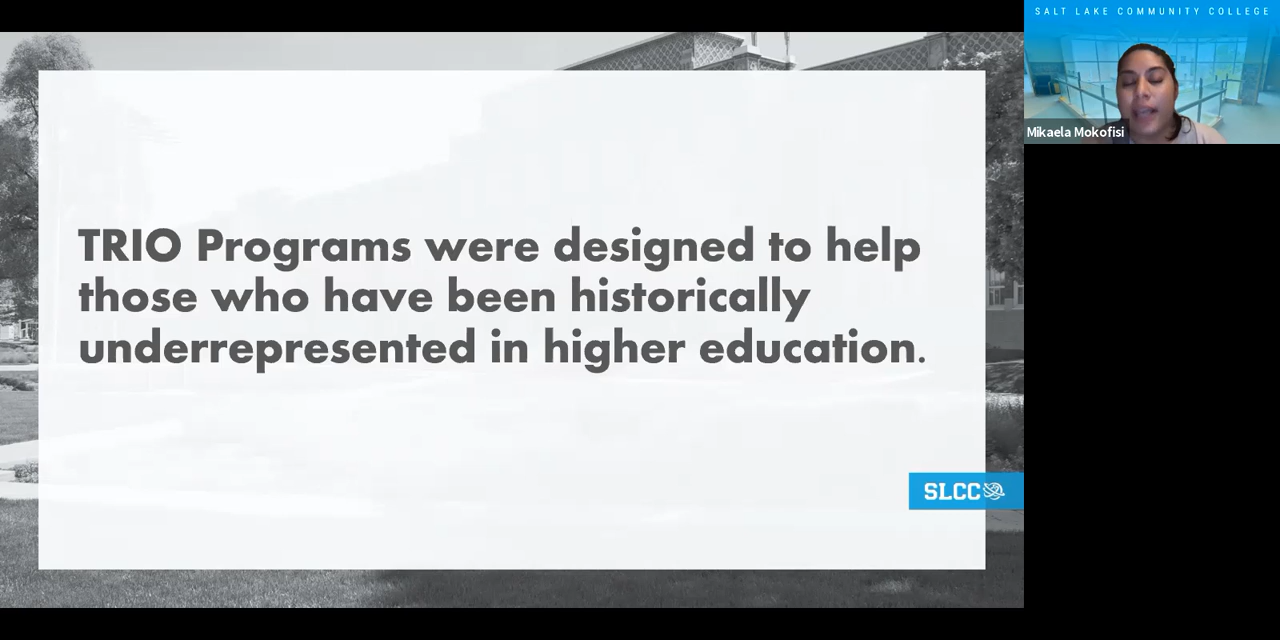 SALT LAKE COMMUNITY COLLEGE
Mikaela Mokofisi
TRIO Programs were designed to help
those who have been historically
underrepresented in higher education.
SLCC